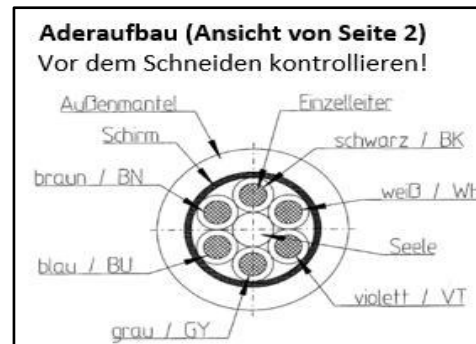 Aderaufbau (Ansicht von Seite 2)
Vor dem Schneiden kontrollieren!
Außenmantel
Einzelleiter
Schirm
schwarz / BK
braun / BN
weiß / WH
Seele
blau / BU
violett / VT
grau / GY